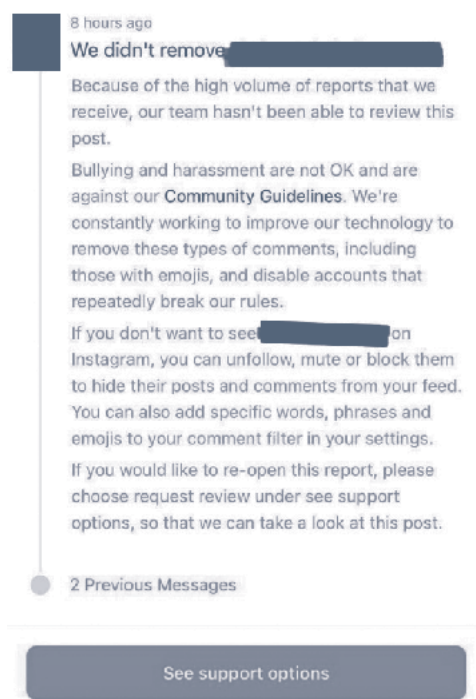 8 hours ago
We didn't remove
Because of the high volume of reports that we
receive, our team hasn't been able to review this
post.
Bullying and harassment are not OK and are
against our Community Guidelines. We're
constantly working to improve our technology to
remove these types of comments, including
those with emojis, and disable accounts that
repeatedly break our rules.
If you don't want to see on
Instagram, you can unfollow, mute or block them
to hide their posts and comments from your feed.
You can also add specific words, phrases and
emojis to your comment filter in your settings.
If you would like to re-open this report, please
choose request review under see support
options, so that we can take a look at this post.
2 Previous Messages
See support options